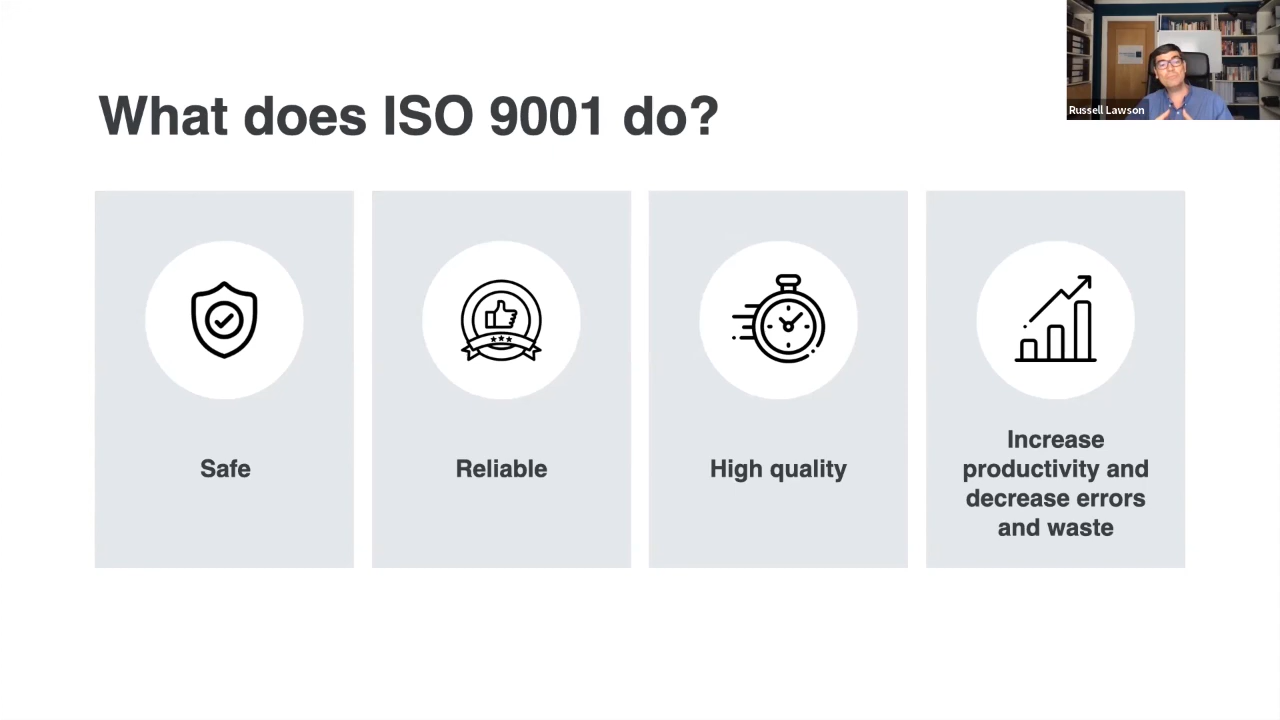 What does ISO 9001 do?
Russell Lawson
Safe
Reliable
High quality
Increase
productivity and
decrease errors
and waste